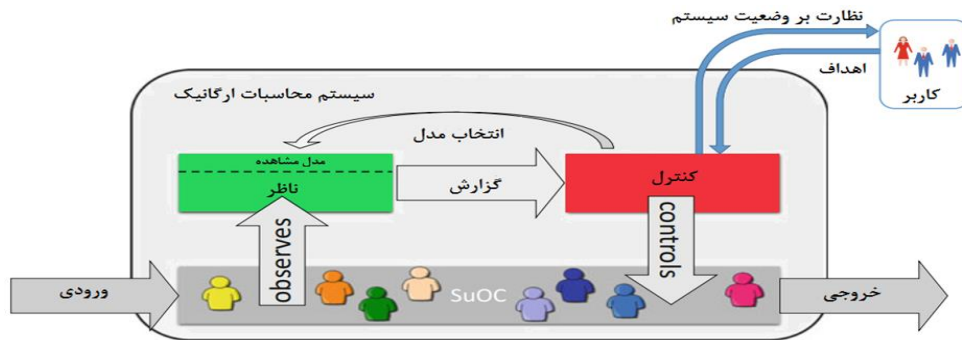 نظارت بر وضعیت سیستم
اهداف
کاربر
سیستم محاسبات ارگانیک
انتخاب مدل
مدل مشاهده
ناظر
گزارش
کنترل
observes
controls
ورودی
SuOC
خروجی